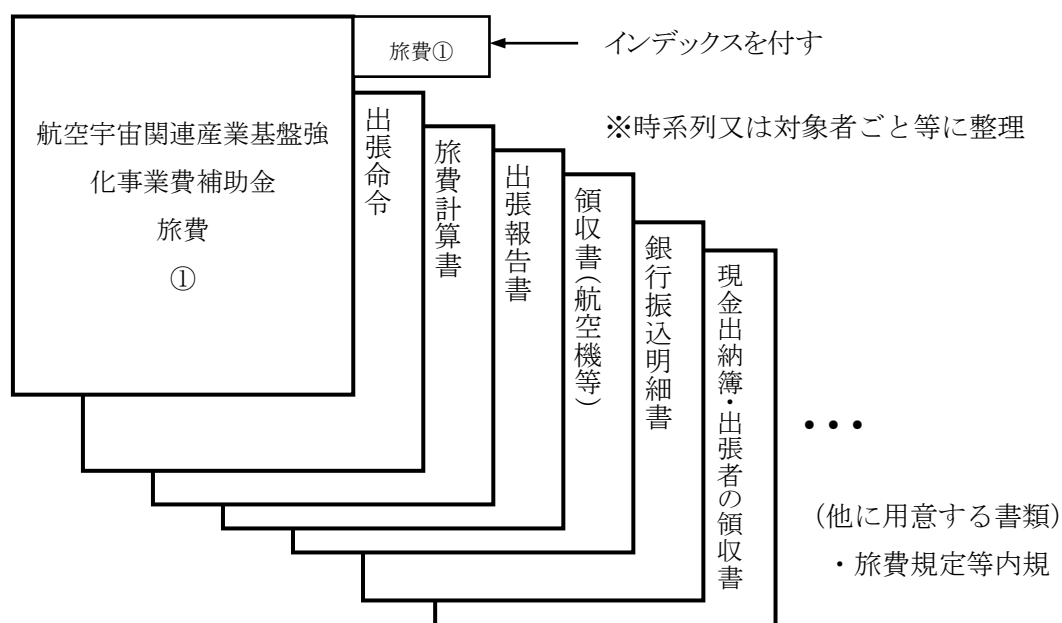 旅費①
インデックスを付す
航空宇宙関連産業基盤強
化事業費補助金
旅費
①
※時系列又は対象者ごと等に整理
出張命令
旅費計算書
出張報告書
領収書(航空機等)
銀行振込明細書
現金出納簿・出張者の領収書
・・・
(他に用意する書類)
・旅費規定等内規